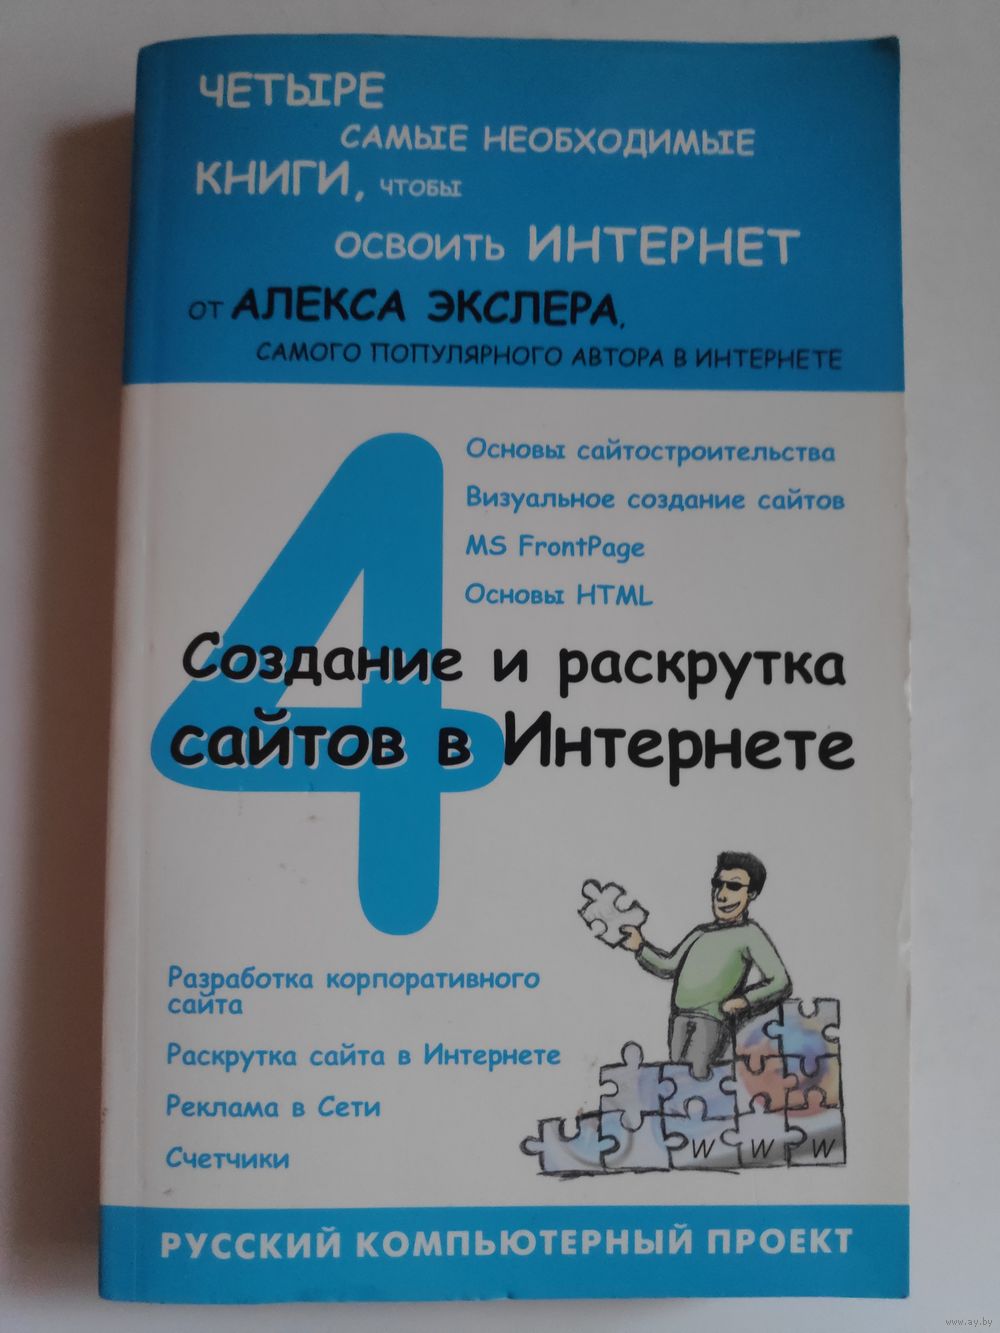 ЧЕТЫРЕ
САМЫЕ НЕОБХОДИМЫЕ
КНИГИ, ЧТОБЫ
ОСВОИТЬ ИНТЕРНЕТ
ОТ АЛЕКСА ЭКСЛЕРА,
САМОГО ПОПУЛЯРНОГО АВТОРА В ИНТЕРНЕТЕ
Основы сайтостроительства
Визуальное создание сайтов
MS FrontPage
Основы HTML
4
Создание и раскрутка
сайтов в Интернете
Разработка корпоративного
сайта
Раскрутка сайта в Интернете
Реклама в Сети
Счетчики
W W W
РУССКИЙ КОМПЬЮТЕРНЫЙ ПРОЕКТ
www.ay.by